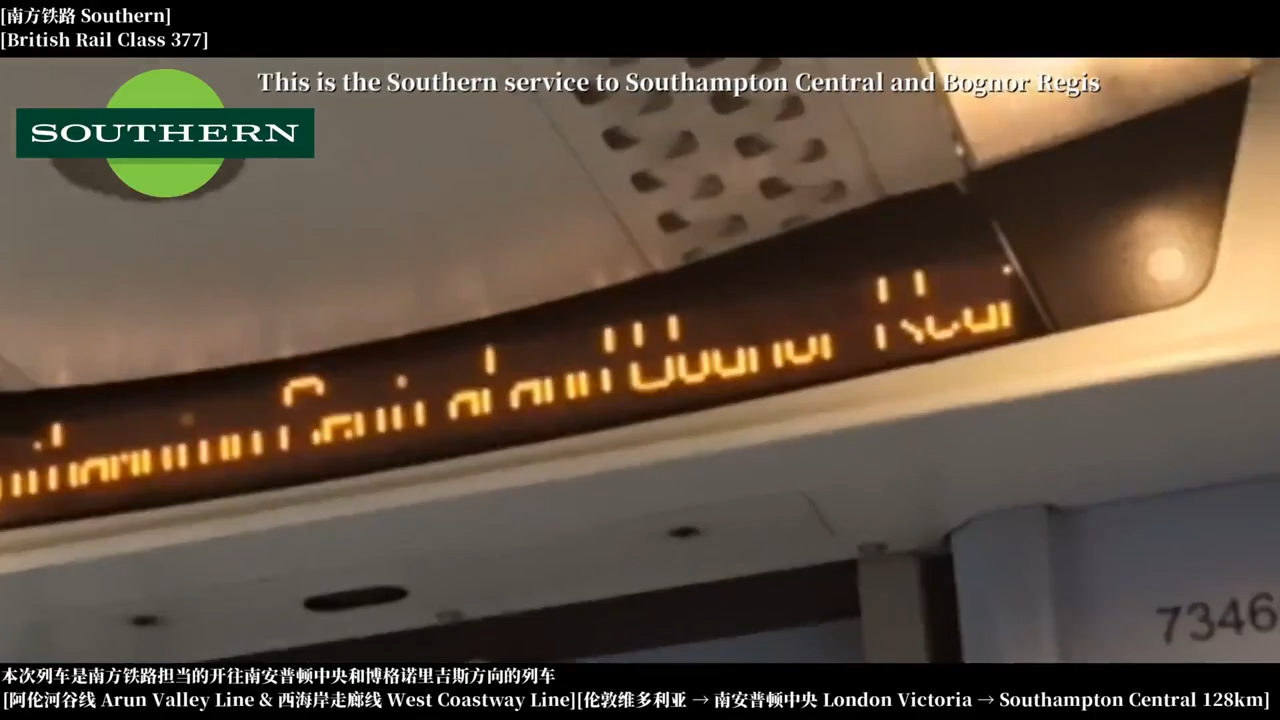 [南方铁路 Southern]
[British Rail Class 377]
This is the Southern service to Southampton Central and Bognor Regis
SOUTHERN
7346
本次列车是南方铁路担当的开往南安普顿中央和博格诺里吉斯方向的列车
[阿伦河谷线 Arun Valley Line & 西海岸走廊线 West Coastway Line][伦敦维多利亚 → 南安普顿中央 London Victoria → Southampton Central 128km]